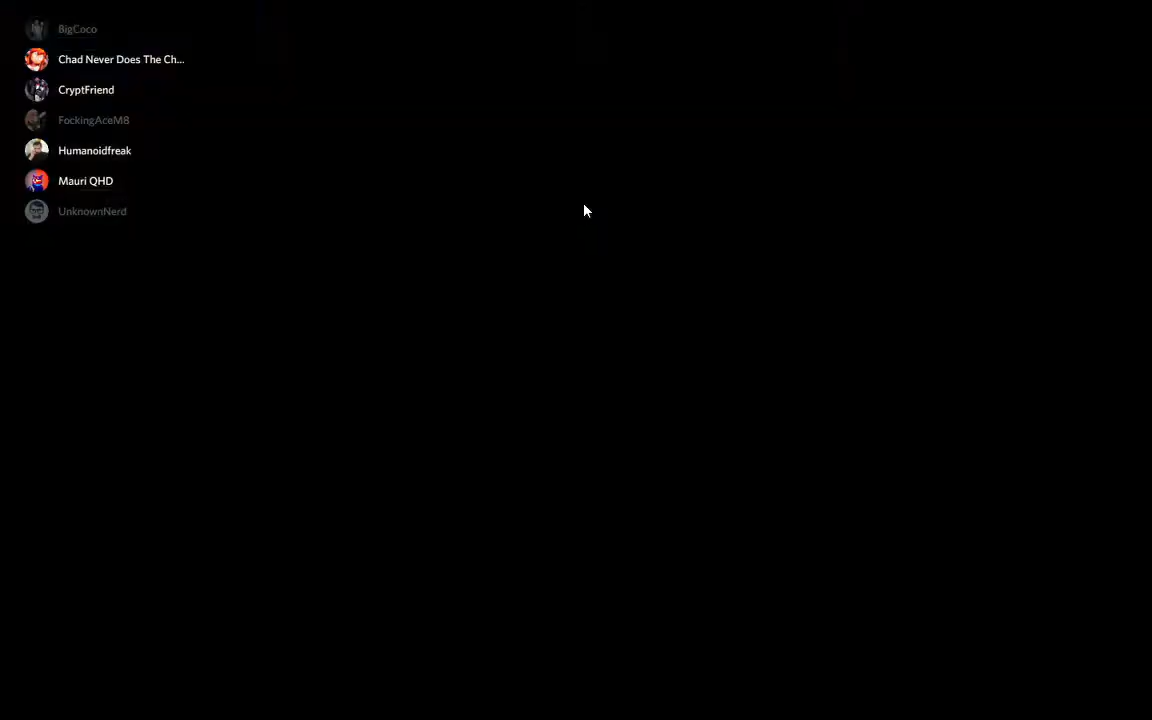 BigCoco
Chad Never Does The Ch...
CryptFriend
FockingAceM8
Humanoidfreak
Mauri QHD
UnknownNerd